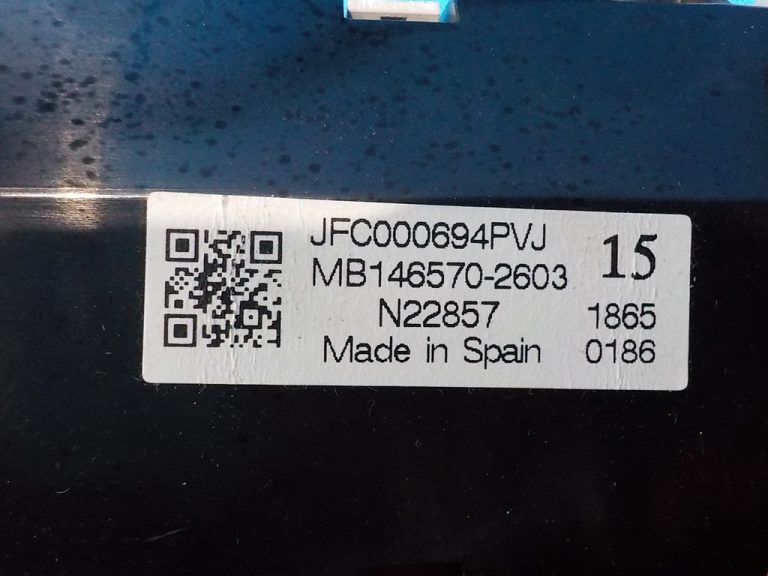 JFC000694PVJ
MB146570-2603 15
N22857 1865
Made in Spain 0186